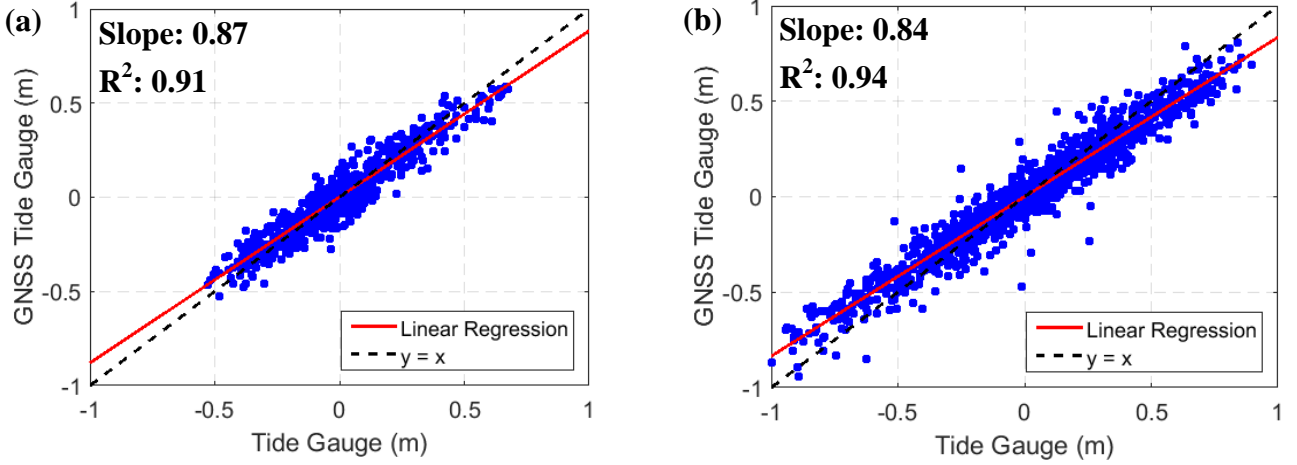 (a)
Slope: 0.87
R²: 0.91
GNSS Tide Gauge (m)
1
0.5
0
-0.5
-1
Linear Regression
y = x
-1
-0.5
0
0.5
1
Tide Gauge (m)
(b)
Slope: 0.84
R²: 0.94
GNSS Tide Gauge (m)
1
0.5
0
-0.5
-1
Linear Regression
y = x
-1
-0.5
0
0.5
1
Tide Gauge (m)